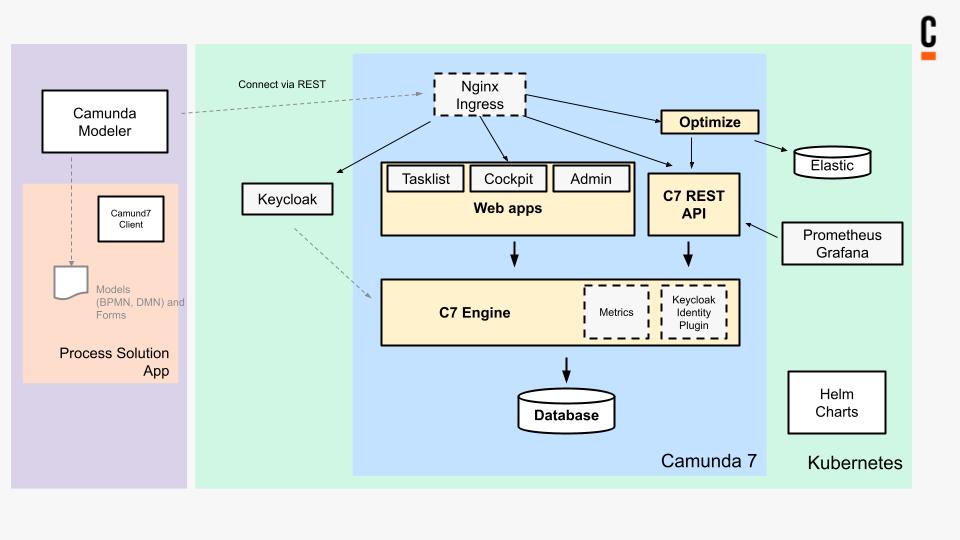 C
Connect via REST
Camunda
Modeler
Nginx
Ingress
Optimize
Elastic
Tasklist
Cockpit
Admin
Web apps
C7 REST
API
Keycloak
Camund7
Client
Prometheus
Grafana
Models
(BPMN, DMN) and
Forms
C7 Engine
Metrics
Keycloak
Identity
Plugin
Process Solution
App
Database
Helm
Charts
Camunda 7
Kubernetes